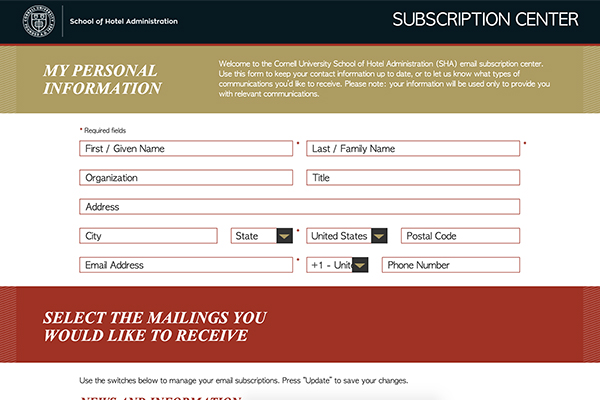 School of Hotel Administration
SUBSCRIPTION CENTER
MY PERSONAL
INFORMATION
Welcome to the Cornell University School of Hotel Administration (SHA) email subscription center.
Use this form to keep your contact information up to date, or to let us know what types of
communications you'd like to receive. Please note: your information will be used only to provide you
with relevant communications.
* Required fields
First / Given Name * Last / Family Name *
Organization Title
Address
City State * United States Postal Code
Email Address * +1 - Unit Phone Number
SELECT THE MAILINGS YOU
WOULD LIKE TO RECEIVE
Use the switches below to manage your email subscriptions. Press "Update" to save your changes.
NEWS AND INFORMATION